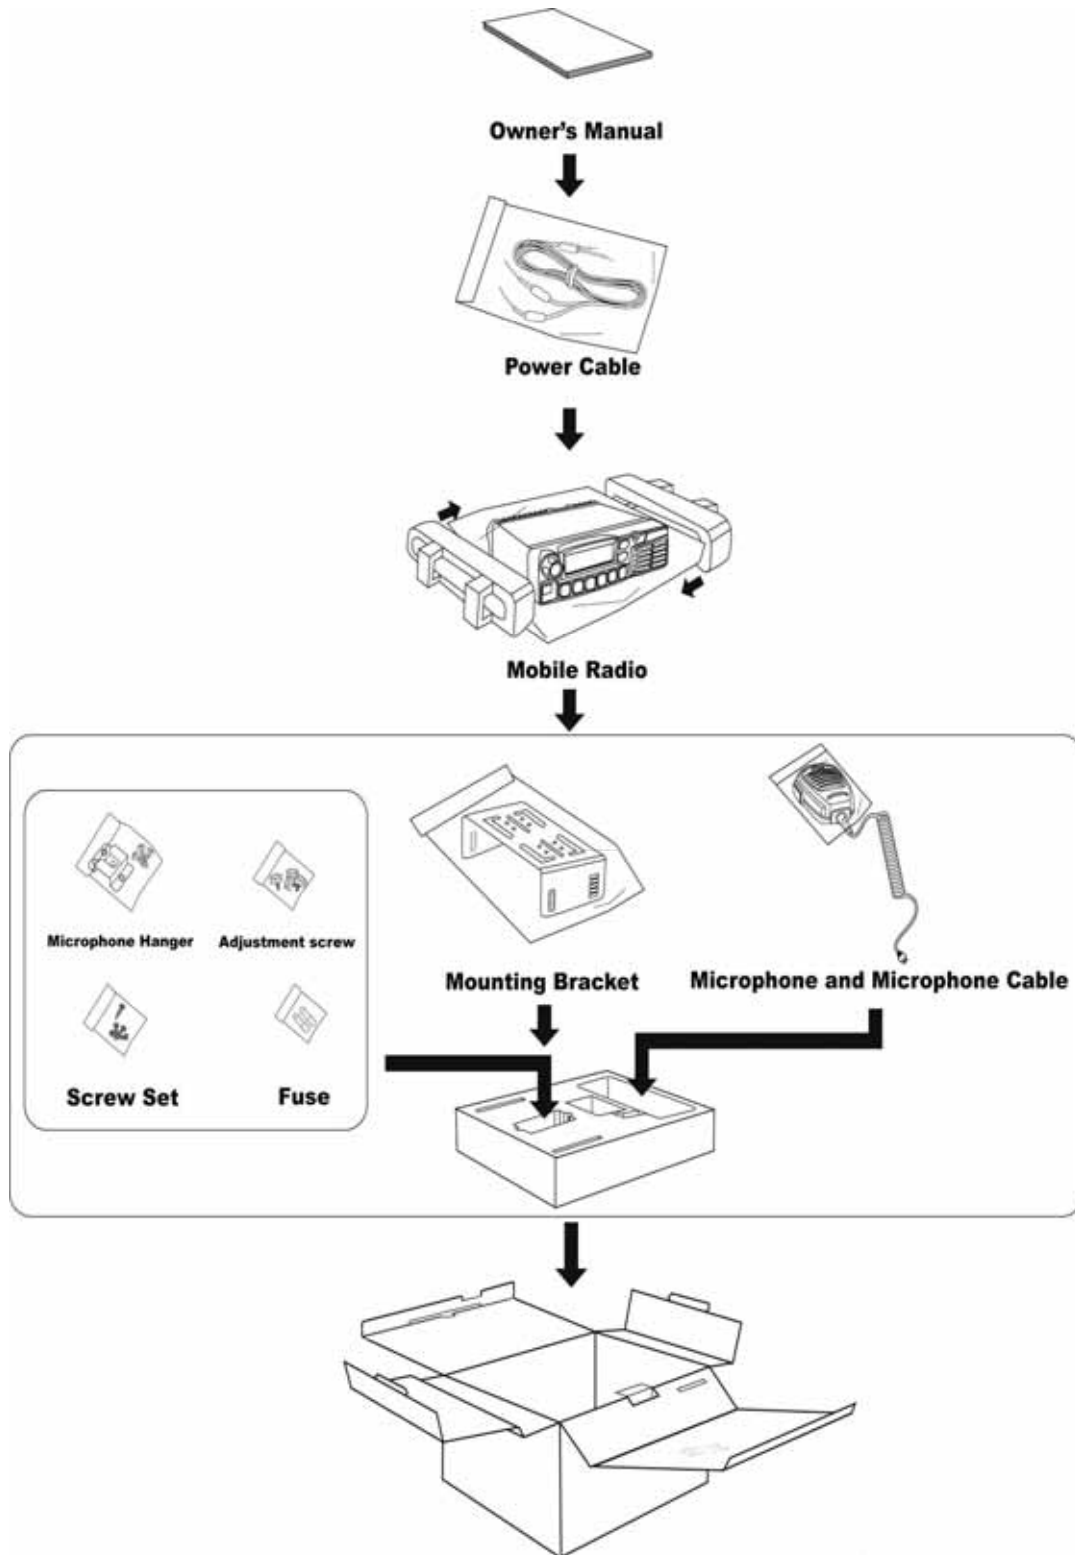 Owner's Manual
Power Cable
Mobile Radio
Microphone Hanger
Adjustment screw
Mounting Bracket
Microphone and Microphone Cable
Screw Set
Fuse